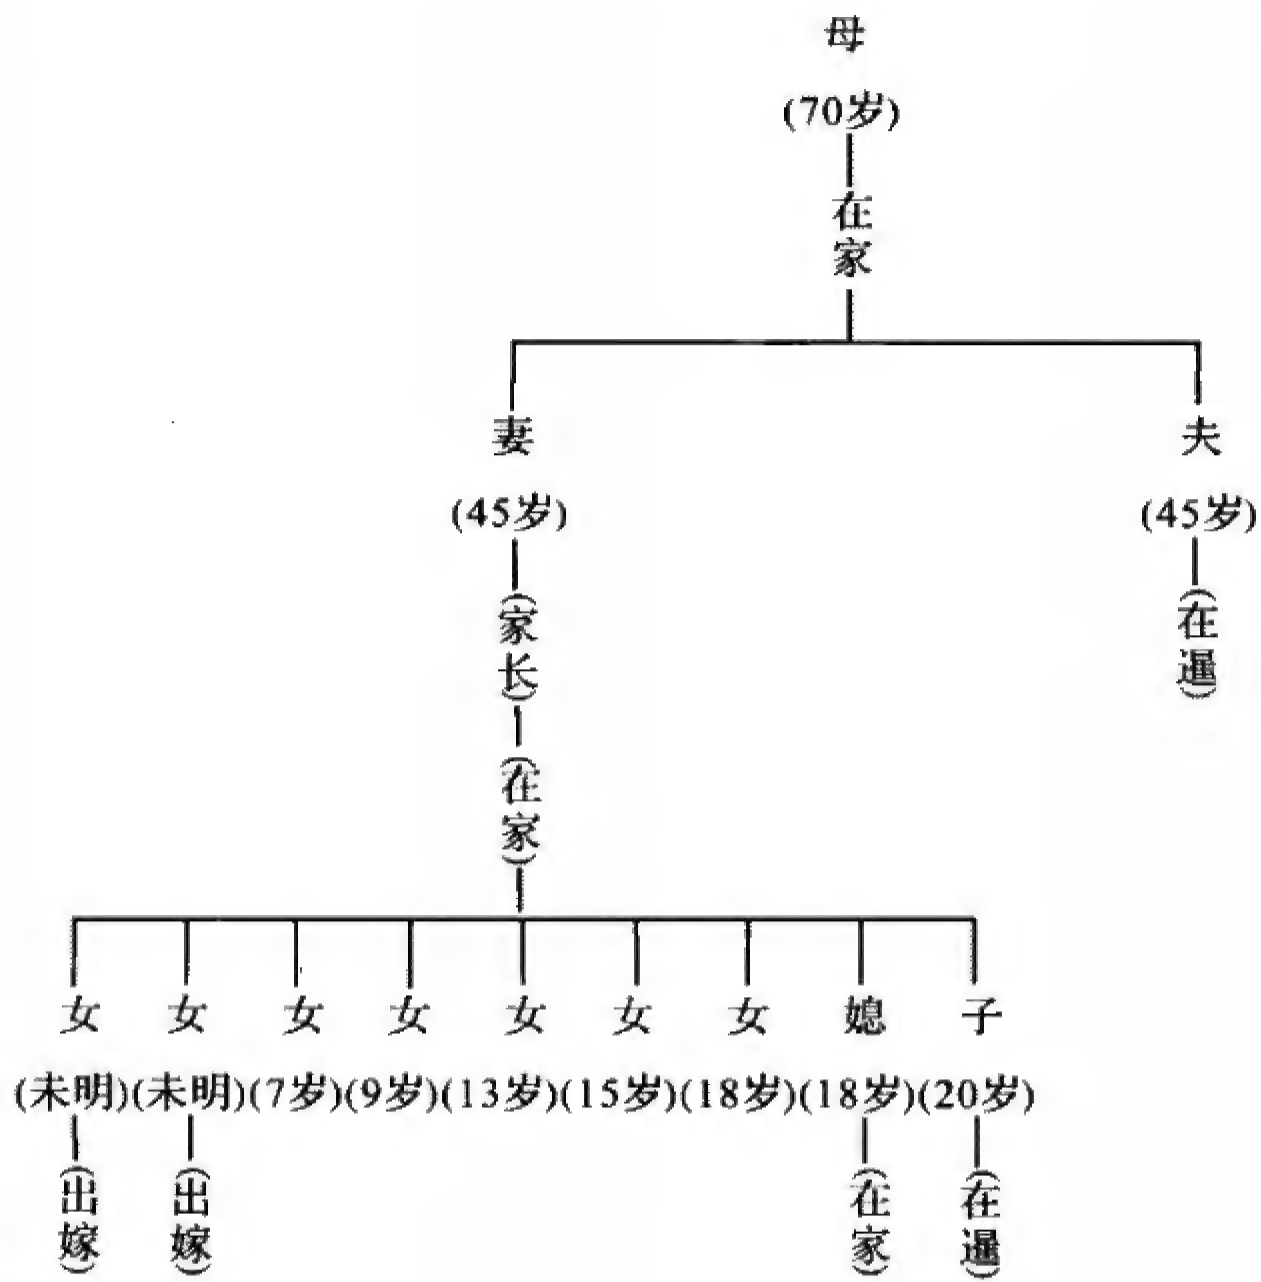 母
(70岁)
在家
妻
夫
(45岁)
(45岁)
(家长)
(在暹)
(在家)
女 女 女 女 女 女 女 媳 子
(未明)(未明)(7岁)(9岁)(13岁)(15岁)(18岁)(18岁)(20岁)
(出嫁)
(出嫁)
(在家)
(在暹)